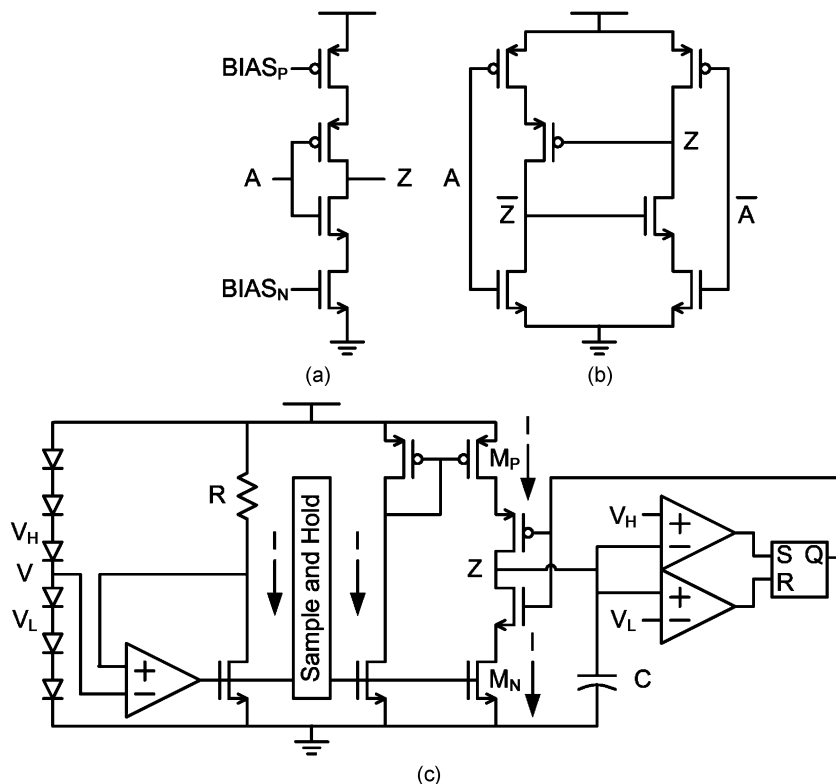 BIAS_P
A
Z
BIAS_N
(a)
A
Z
Z̅
A̅
(b)
R
M_P
V_H
V
V_L
Sample and Hold
Z
M_N
C
V_H
V_L
+
−
+
−
+
−
S Q
R
(c)